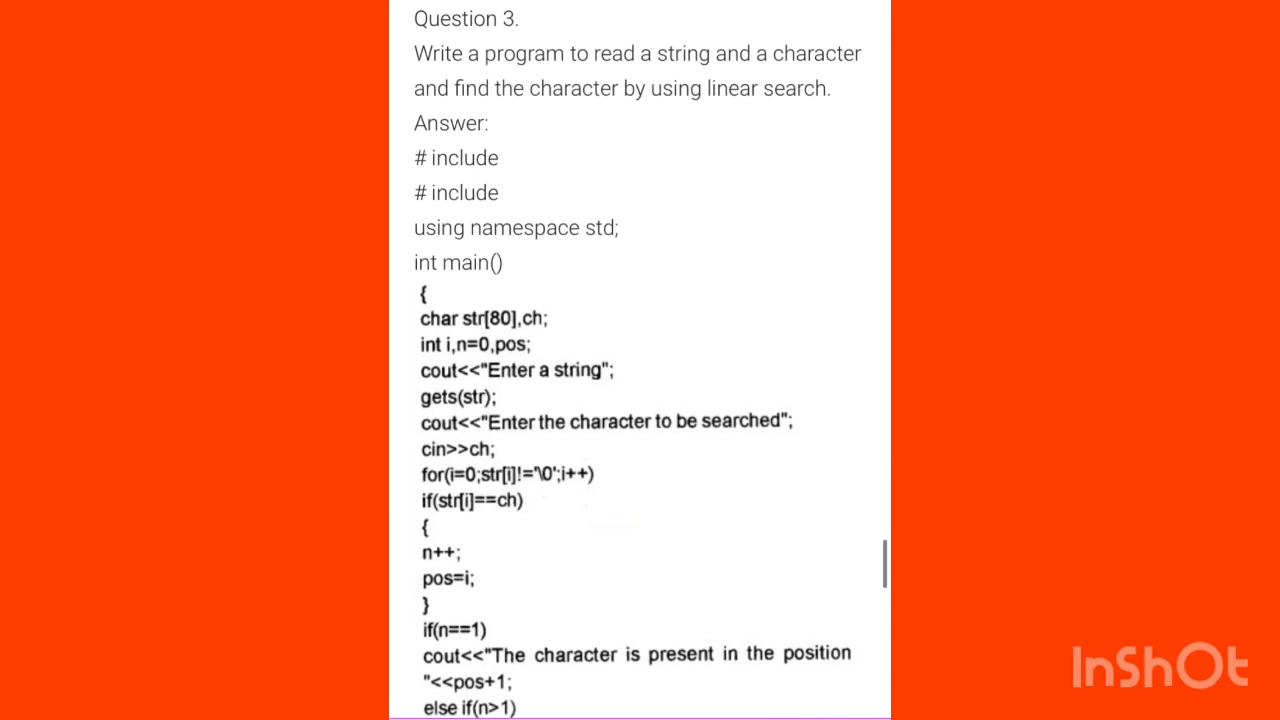 Question 3.
Write a program to read a string and a character
and find the character by using linear search.
Answer:
# include
# include
using namespace std;
int main()
{
char str[80],ch;
int i,n=0,pos;
cout<<"Enter a string";
gets(str);
cout<<"Enter the character to be searched";
cin>>ch;
for(i=0;str[i]!='\0';i++)
if(str[i]==ch)
{
n++;
pos=i;
}
if(n==1)
cout<<"The character is present in the position
"<<pos+1;
else if(n>1)
InShOt